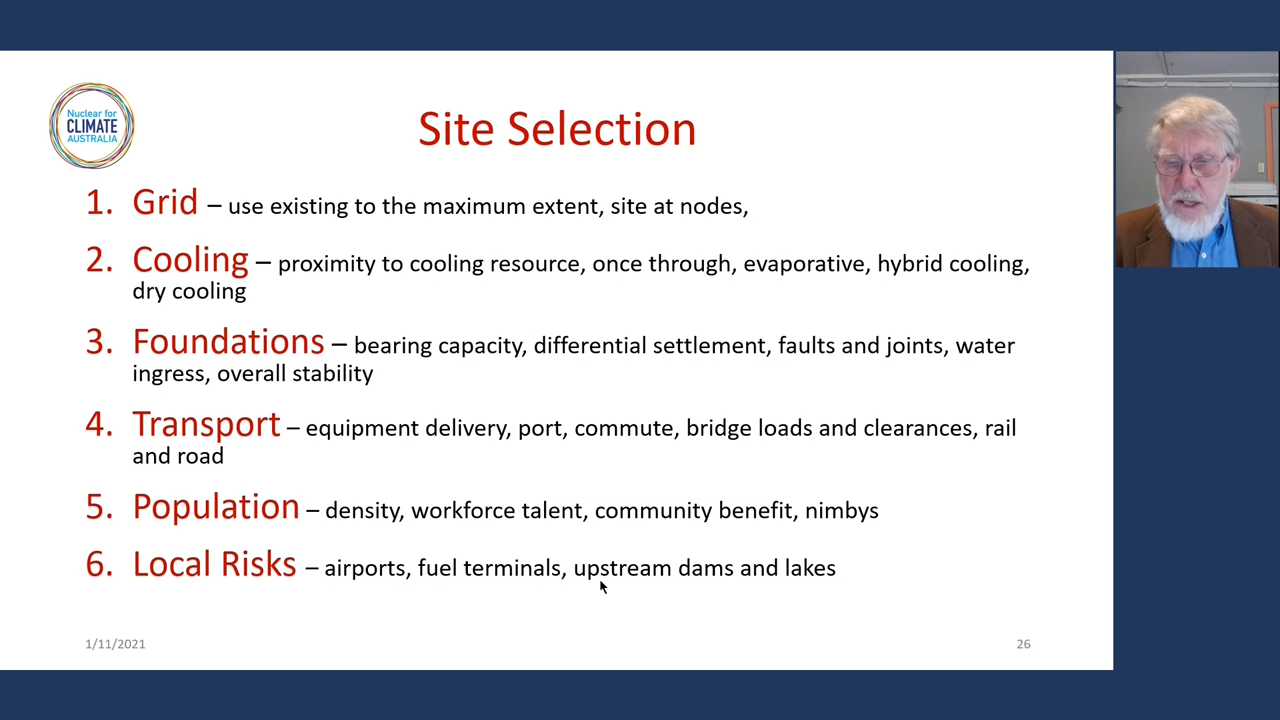 Nuclear for
CLIMATE
AUSTRALIA
Site Selection
1. Grid – use existing to the maximum extent, site at nodes,
2. Cooling – proximity to cooling resource, once through, evaporative, hybrid cooling,
dry cooling
3. Foundations – bearing capacity, differential settlement, faults and joints, water
ingress, overall stability
4. Transport – equipment delivery, port, commute, bridge loads and clearances, rail
and road
5. Population – density, workforce talent, community benefit, nimbys
6. Local Risks – airports, fuel terminals, upstream dams and lakes
1/11/2021
26